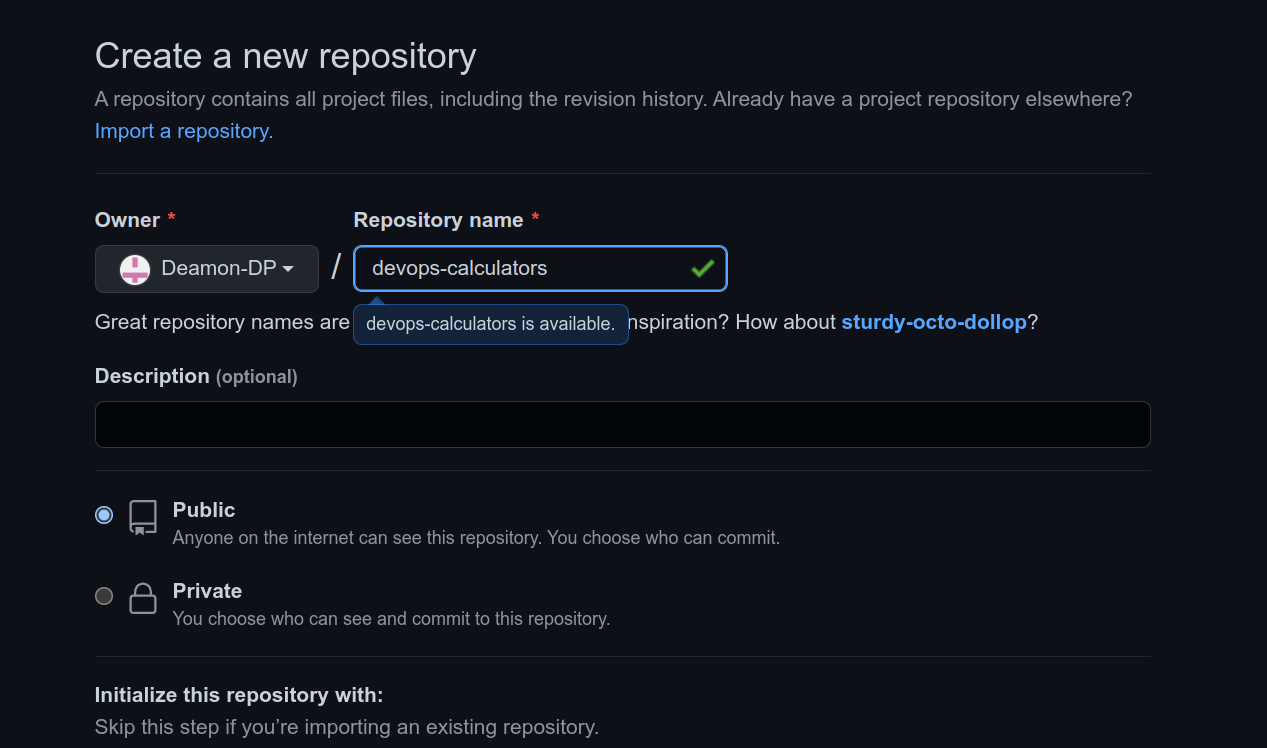 Create a new repository
A repository contains all project files, including the revision history. Already have a project repository elsewhere?
Import a repository.
Owner *
Repository name *
Deamon-DP
/
devops-calculators
Great repository names are
devops-calculators is available.
nspiration? How about sturdy-octo-dollop?
Description (optional)
Public
Anyone on the internet can see this repository. You choose who can commit.
Private
You choose who can see and commit to this repository.
Initialize this repository with:
Skip this step if you’re importing an existing repository.